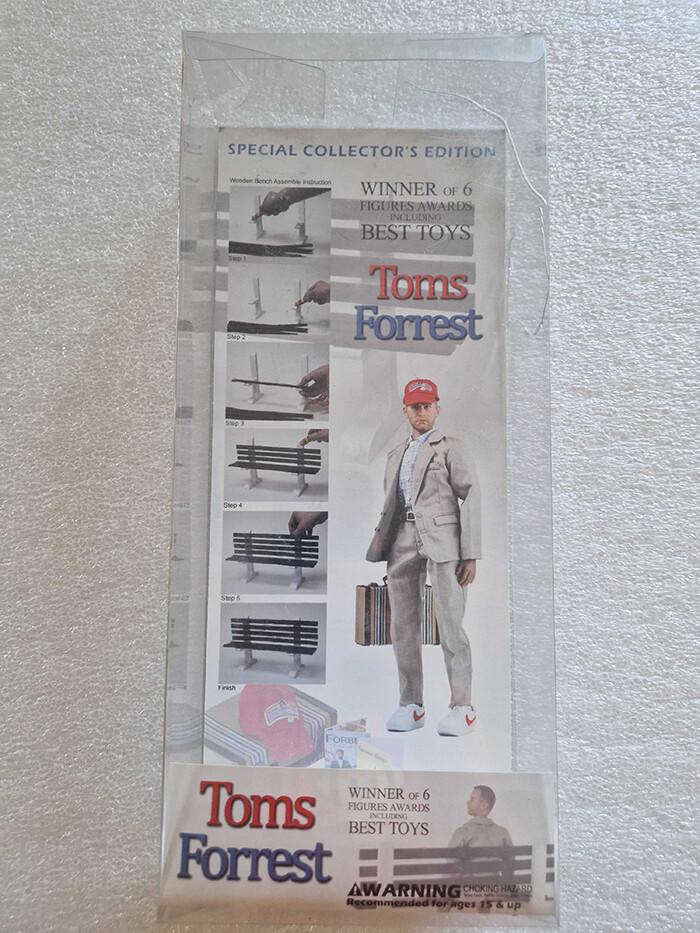 SPECIAL COLLECTOR'S EDITION
Wooden Bench Assemble Instruction
WINNER OF 6
FIGURES AWARDS
INCLUDING
BEST TOYS
Step 1
Toms
Forrest
Step 2
Step 3
Step 4
Step 5
Finish
Toms
Forrest
WINNER OF 6
FIGURES AWARDS
INCLUDING
BEST TOYS
WARNING CHOKING HAZARD
Recommended for ages 15 & up